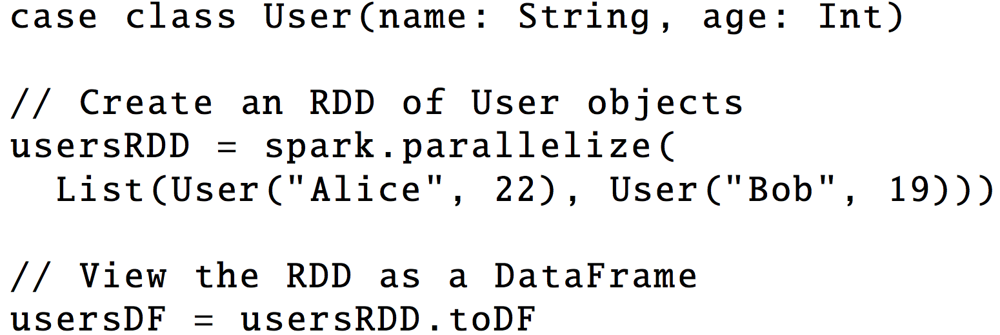 case class User(name: String, age: Int)
// Create an RDD of User objects
usersRDD = spark.parallelize(
  List(User("Alice", 22), User("Bob", 19)))
// View the RDD as a DataFrame
usersDF = usersRDD.toDF